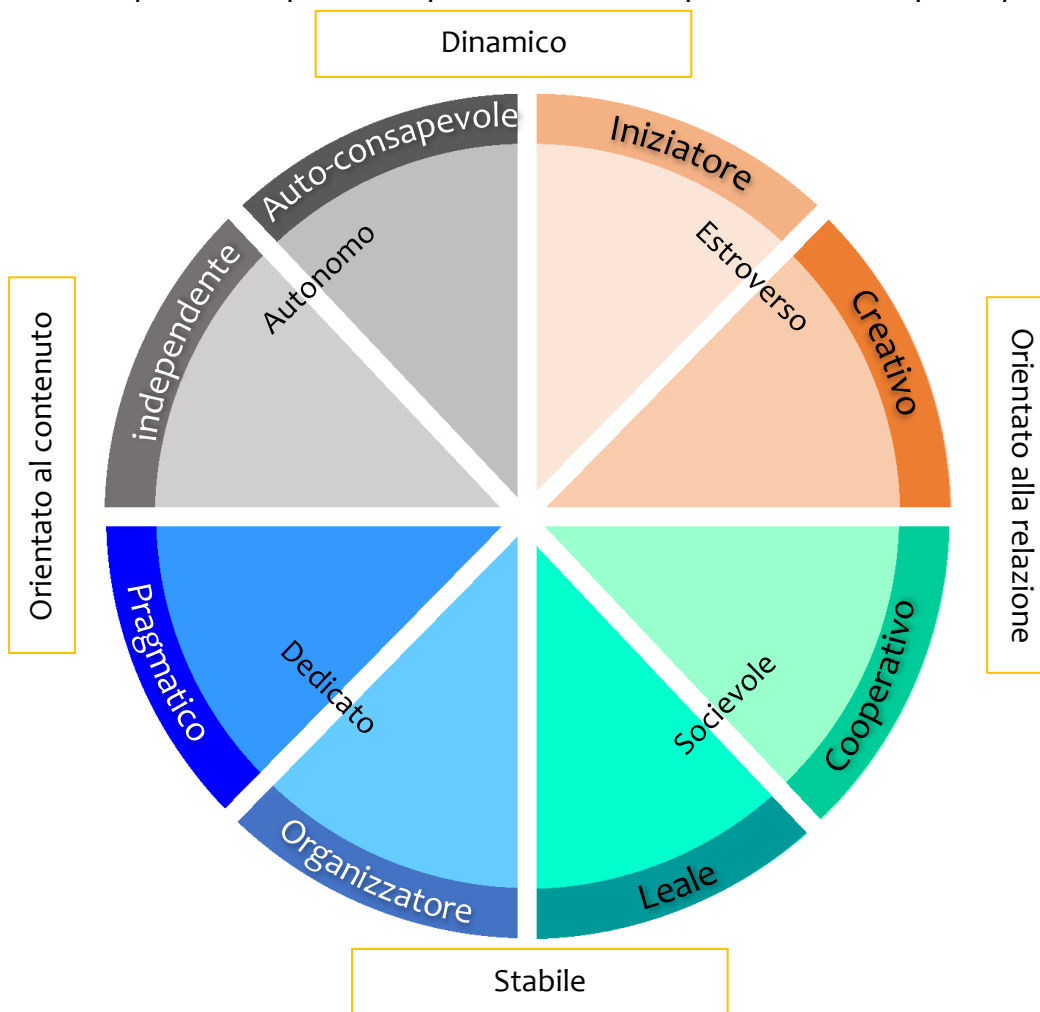 Dinamico
Auto-consapevole
Iniziatore
independente
Autonomo
Estroverso
Creativo
Orientato al contenuto
Orientato alla relazione
Pragmatico
Dedicato
Socievole
Cooperativo
Organizzatore
Leale
Stabile